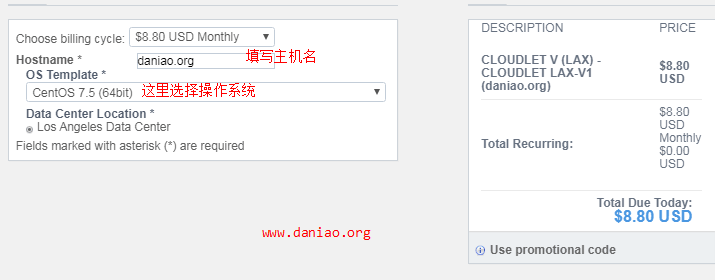 Choose billing cycle: $8.80 USD Monthly
Hostname * daniao.org 填写主机名
OS Template *
CentOS 7.5 (64bit) 这里选择操作系统
Data Center Location *
Los Angeles Data Center
Fields marked with asterisk (*) are required
www.daniao.org
DESCRIPTION PRICE
CLOUDLET V (LAX) -
CLOUDLET LAX-V1
(daniao.org)
$8.80
USD
Total Recurring:
$8.80
USD
Monthly
$0.00
USD
Total Due Today:
$8.80 USD
Use promotional code